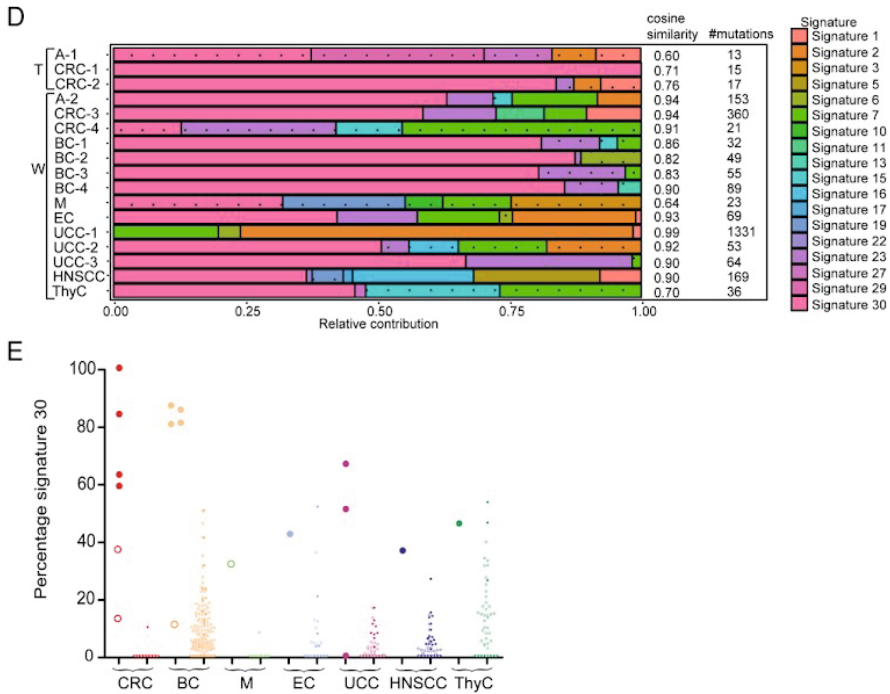 D
cosine similarity #mutations
T
A-1 0.60 13
CRC-1 0.71 15
CRC-2 0.76 17
W
A-2 0.94 153
CRC-3 0.94 360
CRC-4 0.91 21
BC-1 0.86 32
BC-2 0.82 49
BC-3 0.83 55
BC-4 0.90 89
M 0.64 23
EC 0.93 69
UCC-1 0.99 1331
UCC-2 0.92 53
UCC-3 0.90 64
HNSCC 0.90 169
ThyC 0.70 36
0.00 0.25 0.50 0.75 1.00
Relative contribution
Signature
Signature 1
Signature 2
Signature 3
Signature 5
Signature 6
Signature 7
Signature 10
Signature 11
Signature 13
Signature 15
Signature 16
Signature 17
Signature 19
Signature 22
Signature 23
Signature 27
Signature 29
Signature 30
E
Percentage signature 30
100
80
60
40
20
0
CRC BC M EC UCC HNSCC ThyC